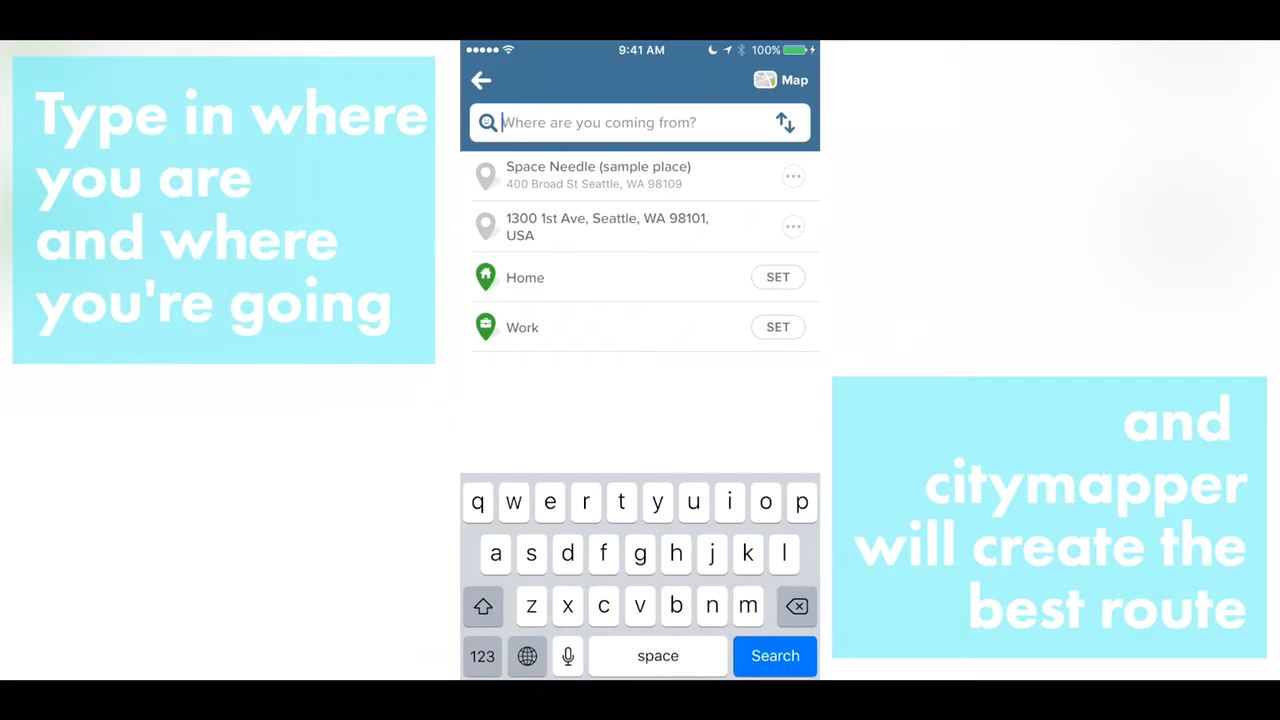 Type in where
you are
and where
you're going
9:41 AM
100%
Map
Where are you coming from?
Space Needle (sample place)
400 Broad St Seattle, WA 98109
1300 1st Ave, Seattle, WA 98101,
USA
Home
SET
Work
SET
and
citymapper
will create the
best route
q w e r t y u i o p
a s d f g h j k l
z x c v b n m
123
space
Search